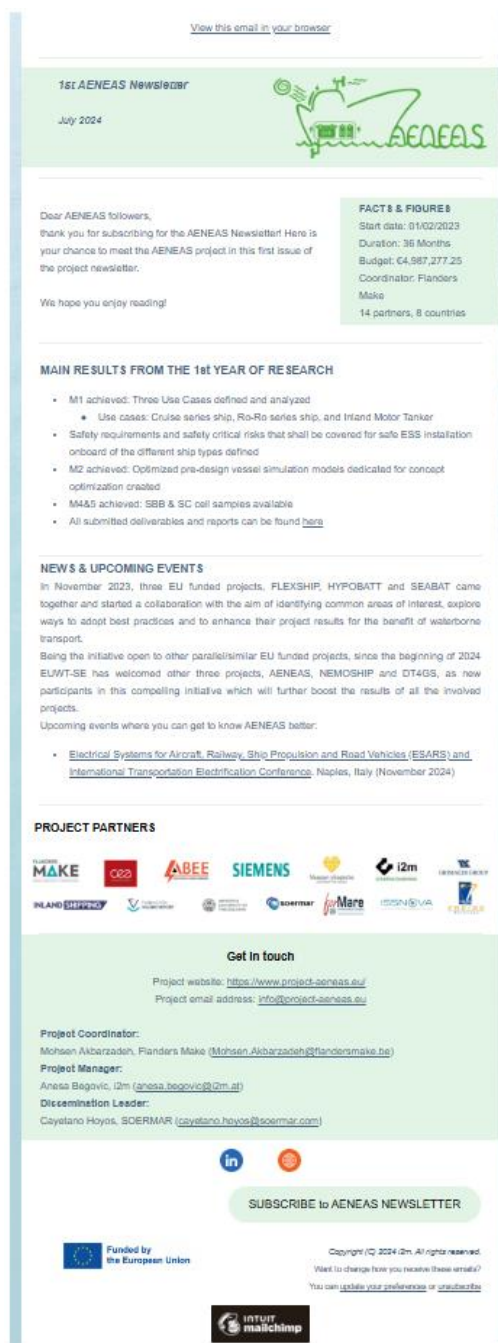 View this email in your browser
1st AENEAS Newsletter
July 2024
AENEAS
Dear AENEAS followers,
thank you for subscribing for the AENEAS Newsletter! Here is
your chance to meet the AENEAS project in this first issue of
the project newsletter.
We hope you enjoy reading!
FACTS & FIGURES
Start date: 01/02/2023
Duration: 36 Months
Budget: €4,987,277.25
Coordinator: Flanders
Make
14 partners, 8 countries
MAIN RESULTS FROM THE 1st YEAR OF RESEARCH
M1 achieved: Three Use Cases defined and analyzed
Use cases: Cruise series ship, Ro-Ro series ship, and Inland Motor Tanker
Safety requirements and safety critical risks that shall be covered for safe ESS installation
onboard of the different ship types defined
M2 achieved: Optimized pre-design vessel simulation models dedicated for concept
optimization created
M4&5 achieved: SBB & SC cell samples available
All submitted deliverables and reports can be found here
NEWS & UPCOMING EVENTS
In November 2023, three EU funded projects, FLEXSHIP, HYPOBATT and SEABAT came
together and started a collaboration with the aim of identifying common areas of interest, explore
ways to adopt best practices and to enhance their project results for the benefit of waterborne
transport.
Being the initiative open to other parallel/similar EU funded projects, since the beginning of 2024
EUWT-SE has welcomed other three projects, AENEAS, NEMOSHIP and DT4GS, as new
participants in this compelling initiative which will further boost the results of all the involved
projects.
Upcoming events where you can get to know AENEAS better:
Electrical Systems for Aircraft, Railway, Ship Propulsion and Road Vehicles (ESARS) and
International Transportation Electrification Conference. Naples, Italy (November 2024)
PROJECT PARTNERS
FLANDERS MAKE cea ABEE SIEMENS i2m GRIMALDI GROUP
INLAND SHIPPING soermar forMare ISSNOVA
Get in touch
Project website: https://www.project-aeneas.eu/
Project email address: info@project-aeneas.eu
Project Coordinator:
Mohsen Akbarzadeh, Flanders Make (Mohsen.Akbarzadeh@flandersmake.be)
Project Manager:
Anesa Begovic, i2m (anesa.begovic@i2m.at)
Dissemination Leader:
Cayetano Hoyos, SOERMAR (cayetano.hoyos@soermar.com)
in
SUBSCRIBE to AENEAS NEWSLETTER
Funded by
the European Union
Copyright (C) 2024 i2m. All rights reserved.
Want to change how you receive these emails?
You can update your preferences or unsubscribe
INTUIT
mailchimp